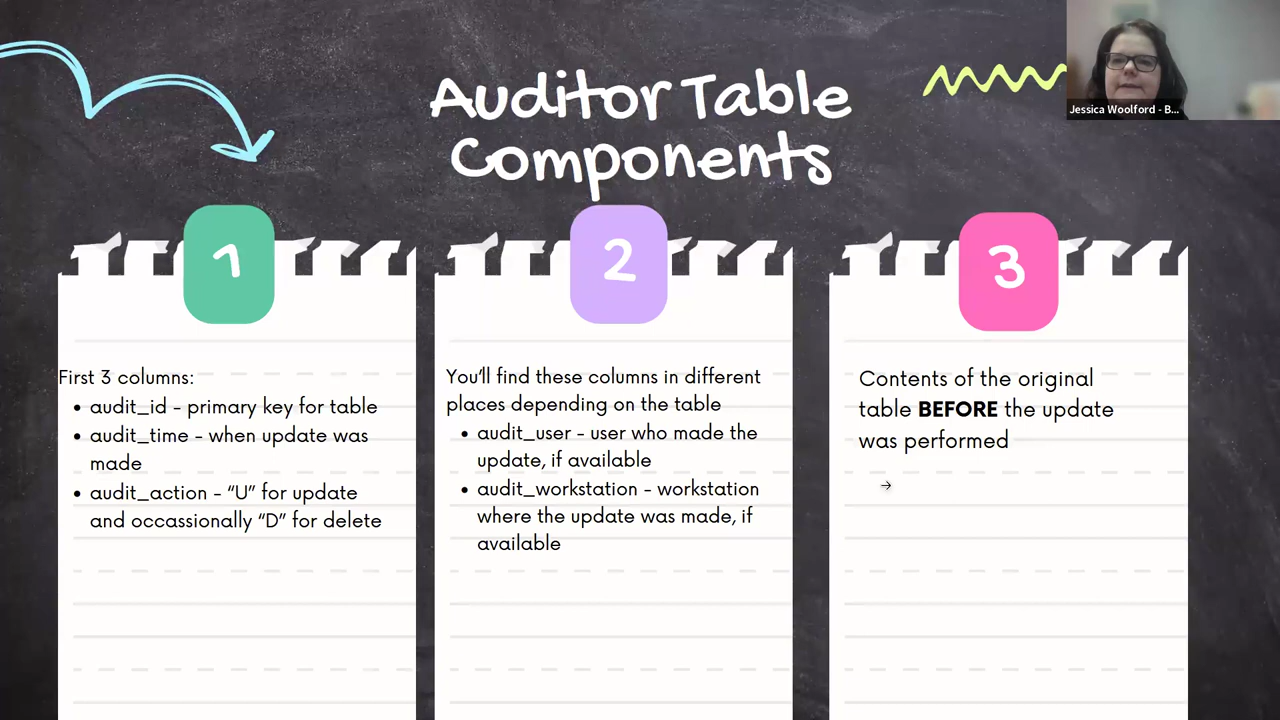 Auditor Table
Components
Jessica Woolford - B...
1
2
3
First 3 columns:
• audit_id - primary key for table
• audit_time - when update was
made
• audit_action - “U” for update
and occassionally “D” for delete
You’ll find these columns in different
places depending on the table
• audit_user - user who made the
update, if available
• audit_workstation - workstation
where the update was made, if
available
Contents of the original
table BEFORE the update
was performed